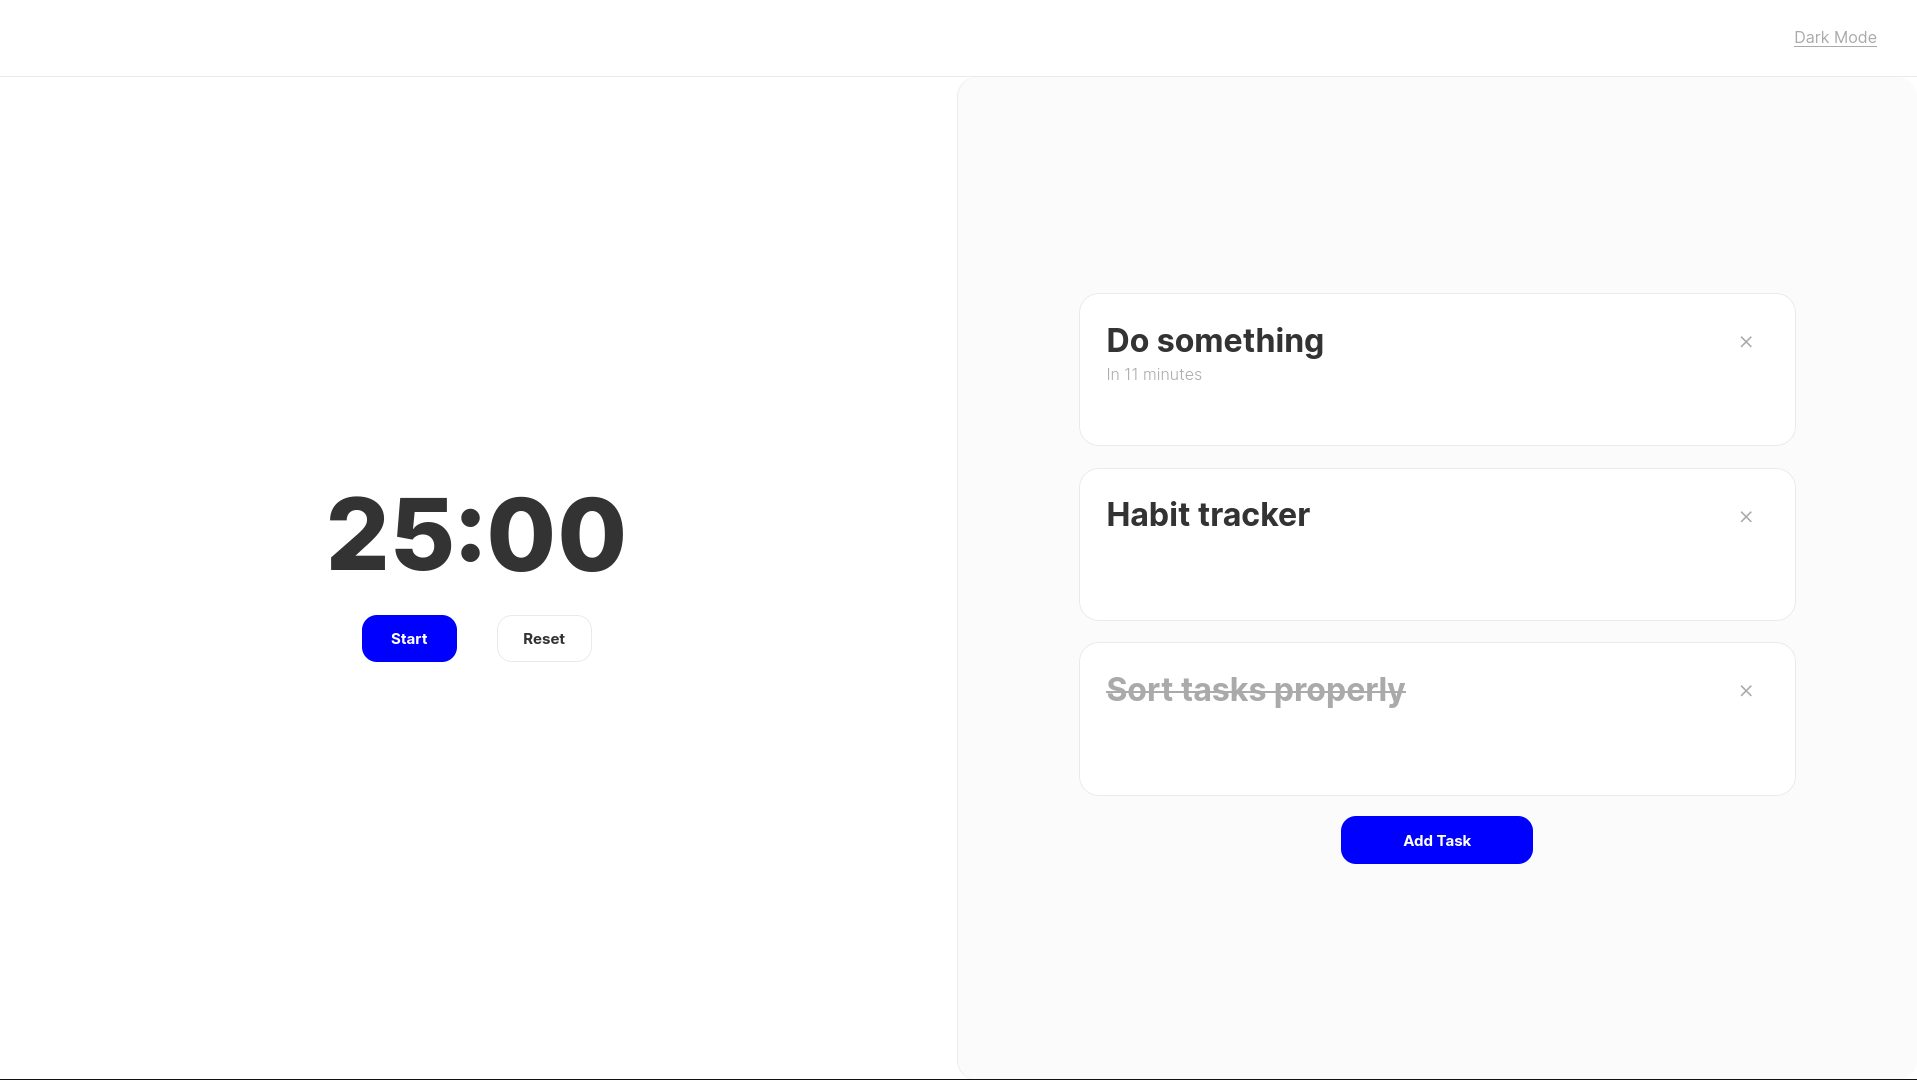 Dark Mode
25:00
Start
Reset
Do something
In 11 minutes
Habit tracker
Sort tasks properly
Add Task